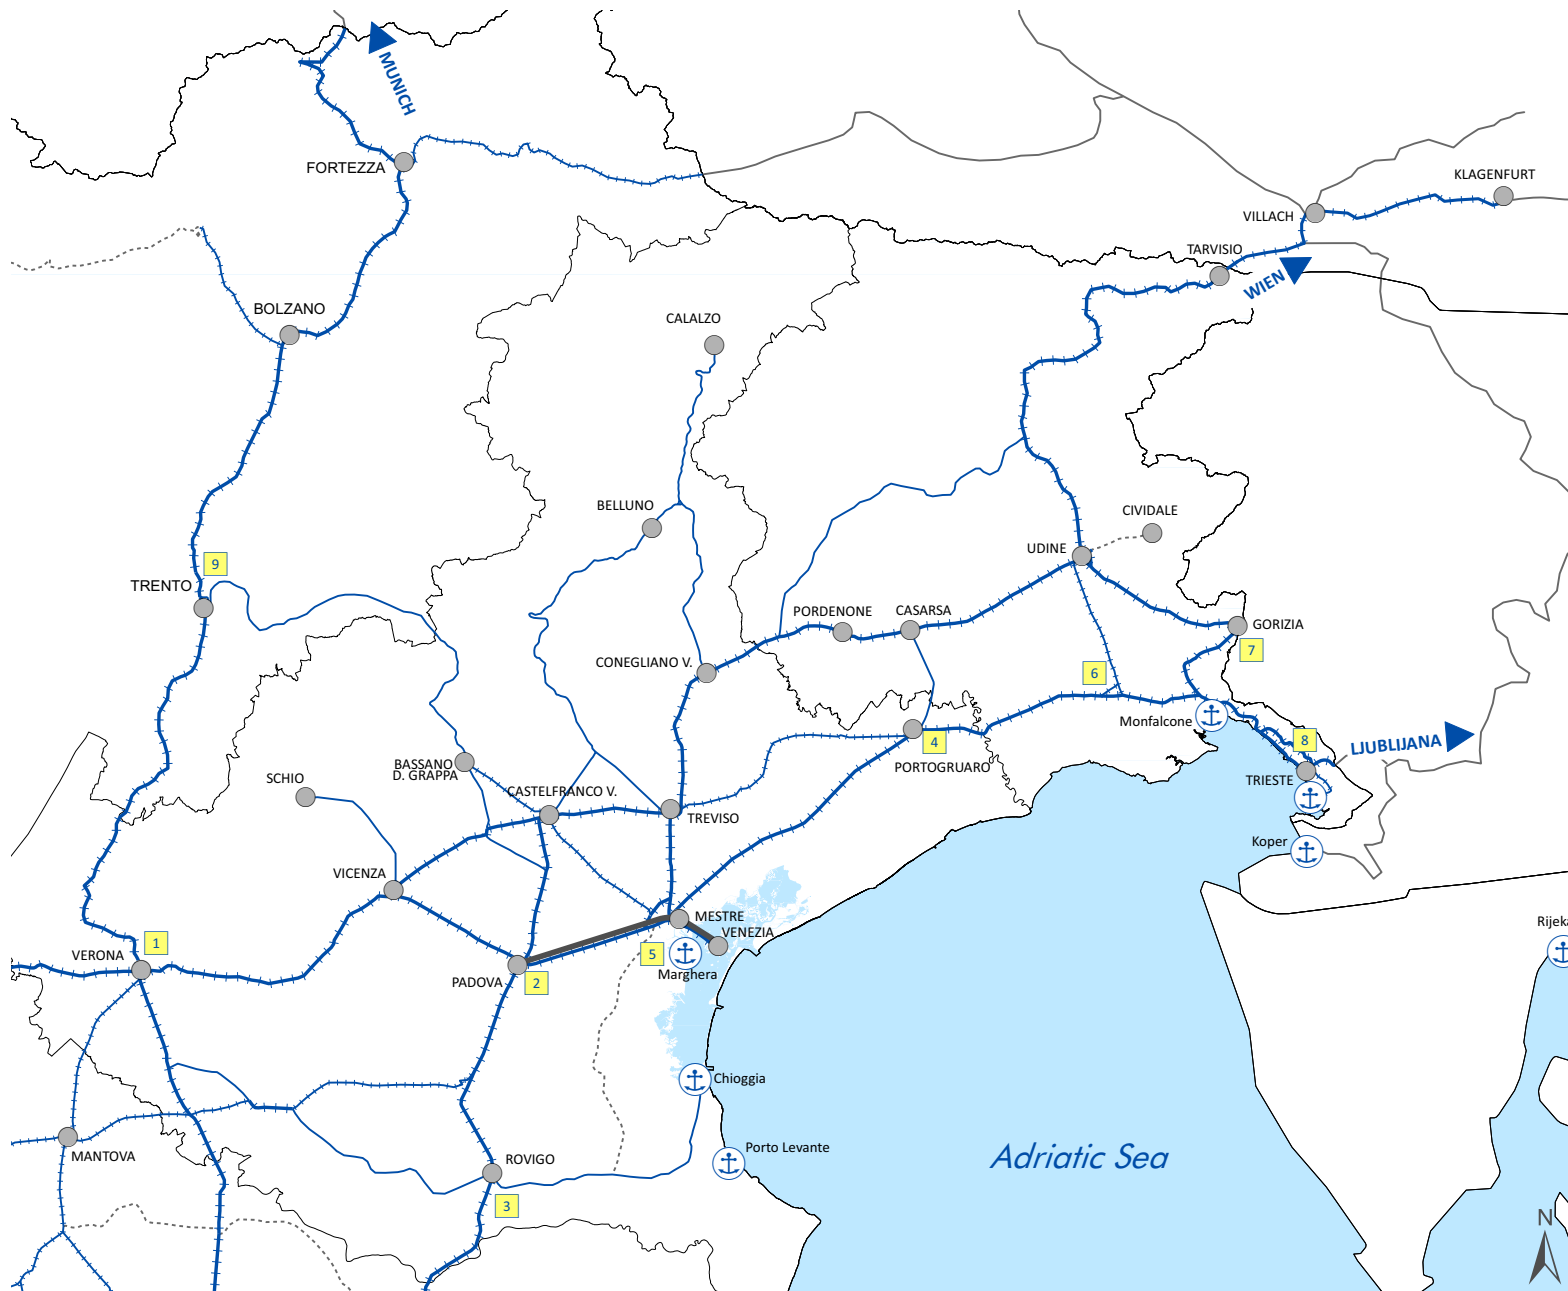 MUNICH
FORTEZZA
KLAGENFURT
VILLACH
TARVISIO
WIEN
BOLZANO
CALALZO
BELLUNO
CIVIDALE
UDINE
9
TRENTO
PORDENONE
CASARSA
GORIZIA
7
CONEGLIANO V.
6
Monfalcone
8
LJUBLIJANA
4
PORTOGRUARO
TRIESTE
BASSANO
D. GRAPPA
SCHIO
CASTELFRANCO V.
TREVISO
Koper
VICENZA
MESTRE
VENEZIA
Rijeka
1
VERONA
5
Marghera
PADOVA
2
Chioggia
Porto Levante
Adriatic Sea
MANTOVA
ROVIGO
3
N